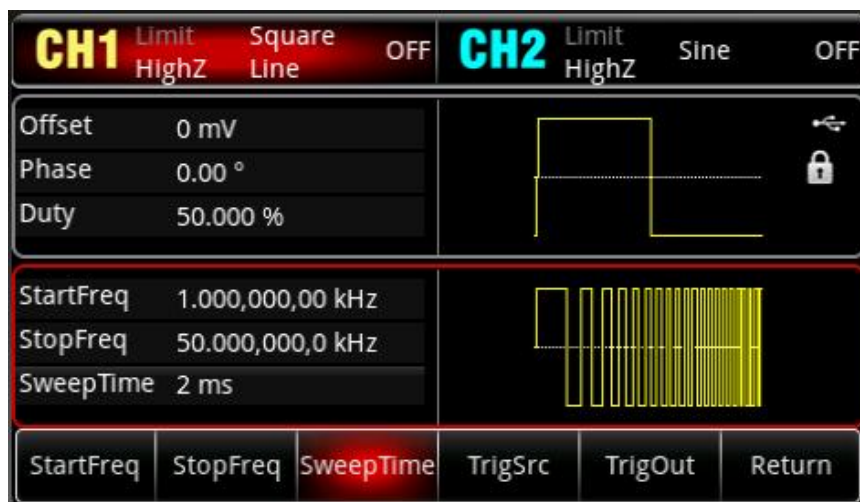 CH1 Limit HighZ Square Line OFF CH2 Limit HighZ Sine OFF
Offset 0 mV
Phase 0.00 °
Duty 50.000 %
StartFreq 1.000,000,00 kHz
StopFreq 50.000,000,0 kHz
SweepTime 2 ms
StartFreq StopFreq SweepTime TrigSrc TrigOut Return